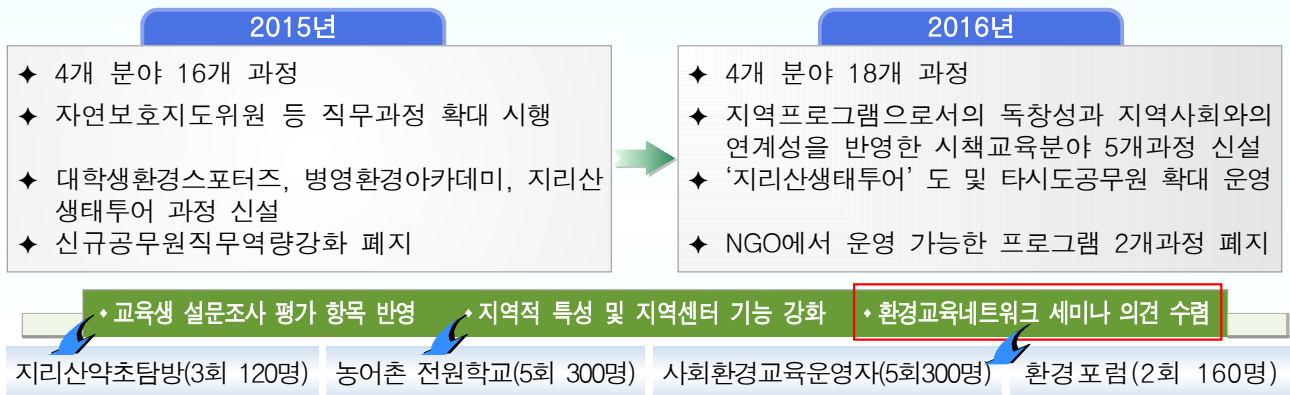 2015년
✦ 4개 분야 16개 과정
✦ 자연보호지도위원 등 직무과정 확대 시행
✦ 대학생환경스포터즈, 병영환경아카데미, 지리산
생태투어 과정 신설
✦ 신규공무원직무역량강화 폐지
2016년
✦ 4개 분야 18개 과정
✦ 지역프로그램으로서의 독창성과 지역사회와의
연계성을 반영한 시책교육분야 5개과정 신설
✦ ‘지리산생태투어’ 도 및 타시도공무원 확대 운영
✦ NGO에서 운영 가능한 프로그램 2개과정 폐지
• 교육생 설문조사 평가 항목 반영 • 지역적 특성 및 지역센터 기능 강화 • 환경교육네트워크 세미나 의견 수렴
지리산약초탐방(3회 120명) 농어촌 전원학교(5회 300명) 사회환경교육운영자(5회300명) 환경포럼(2회 160명)